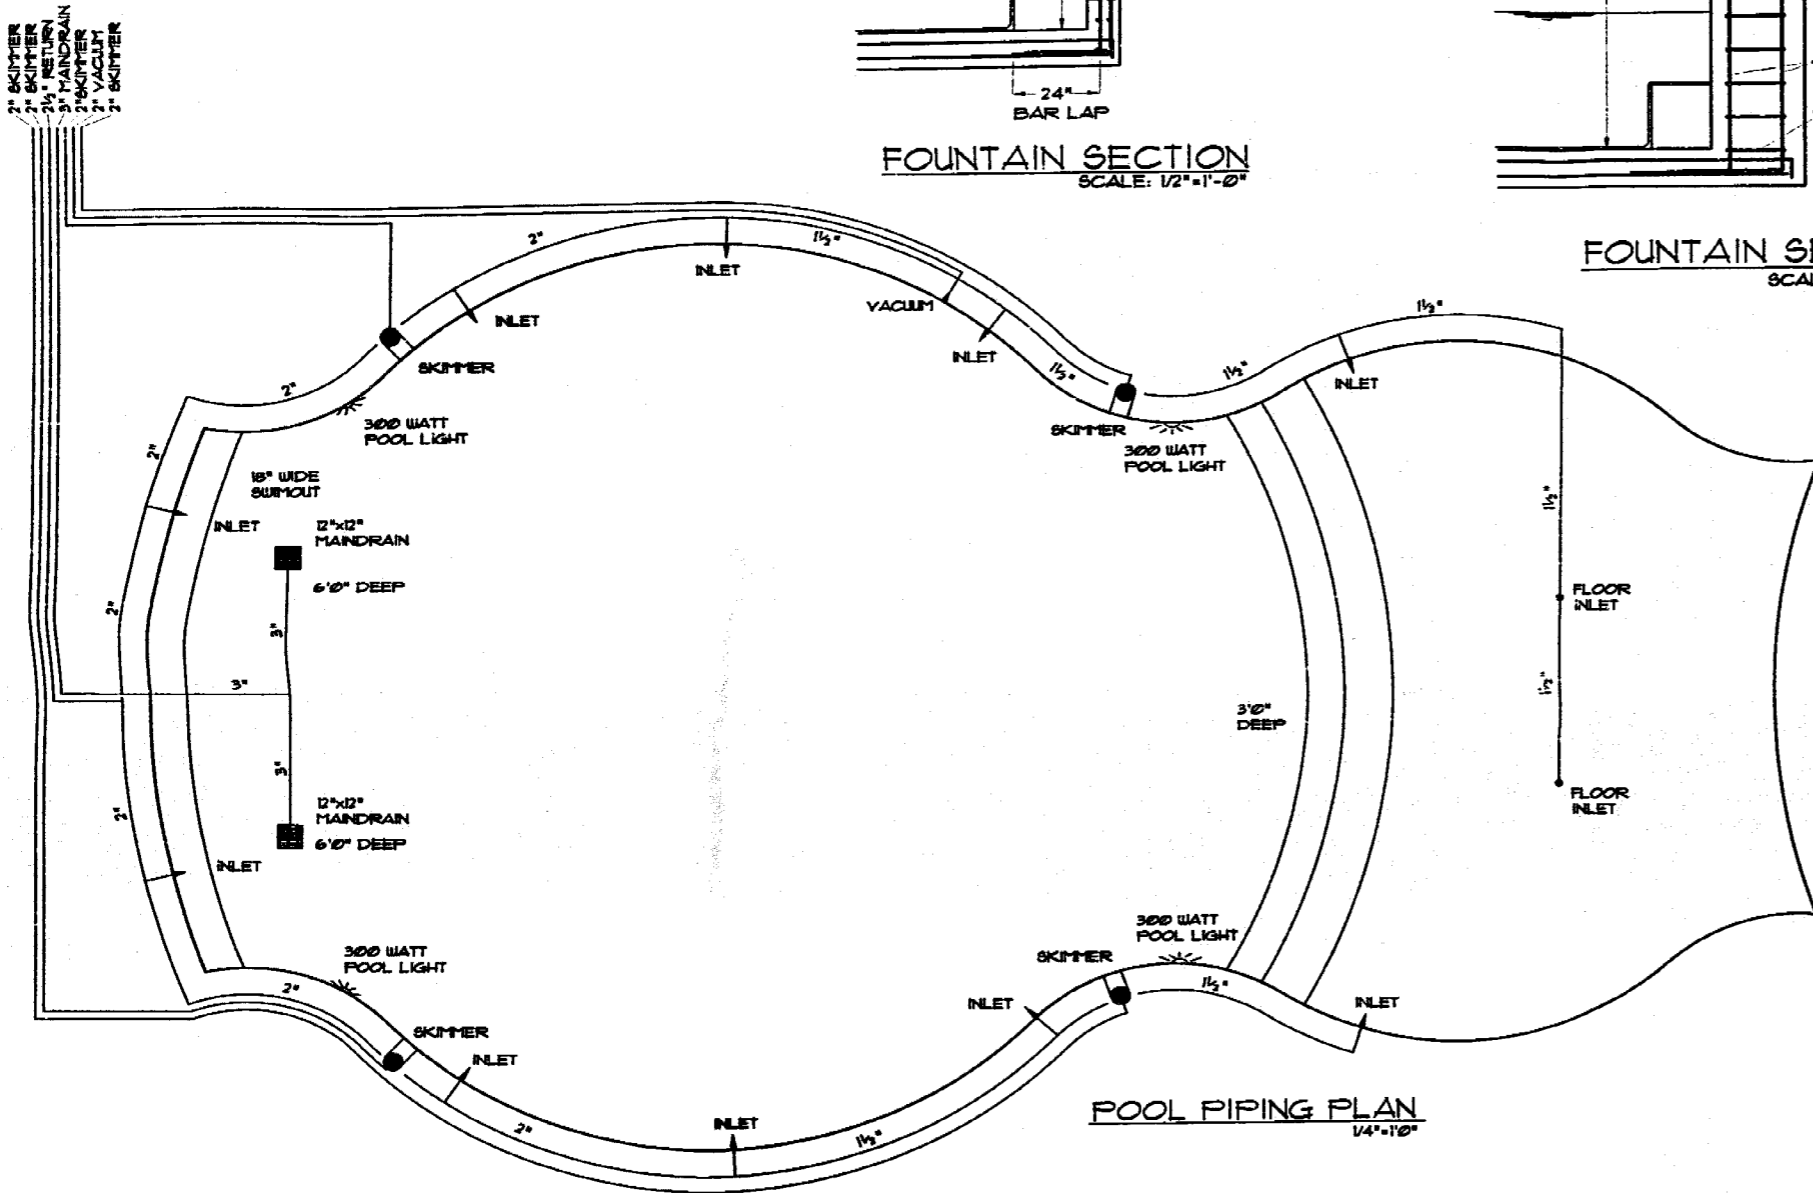 2" SKIMMER
2" SKIMMER
2½" RETURN
3" MAINDRAIN
2"SKIMMER
2" VACUUM
2" SKIMMER
24"
BAR LAP
FOUNTAIN SECTION
SCALE: 1/2"=1'-0"
FOUNTAIN
2"
1½"
INLET
INLET
VACUUM
INLET
SKIMMER
1½"
1½"
1½"
INLET
2"
300 WATT
POOL LIGHT
SKIMMER
300 WATT
POOL LIGHT
2"
18" WIDE
SWIMOUT
INLET
12"x12"
MAINDRAIN
6'0" DEEP
1½"
2"
3"
FLOOR
INLET
3"
1½"
3'0"
DEEP
3"
2"
12"x12"
MAINDRAIN
6'0" DEEP
FLOOR
INLET
INLET
300 WATT
POOL LIGHT
300 WATT
POOL LIGHT
SKIMMER
2"
INLET
1½"
INLET
SKIMMER
INLET
2"
INLET
1½"
POOL PIPING PLAN
1/4"=1'0"